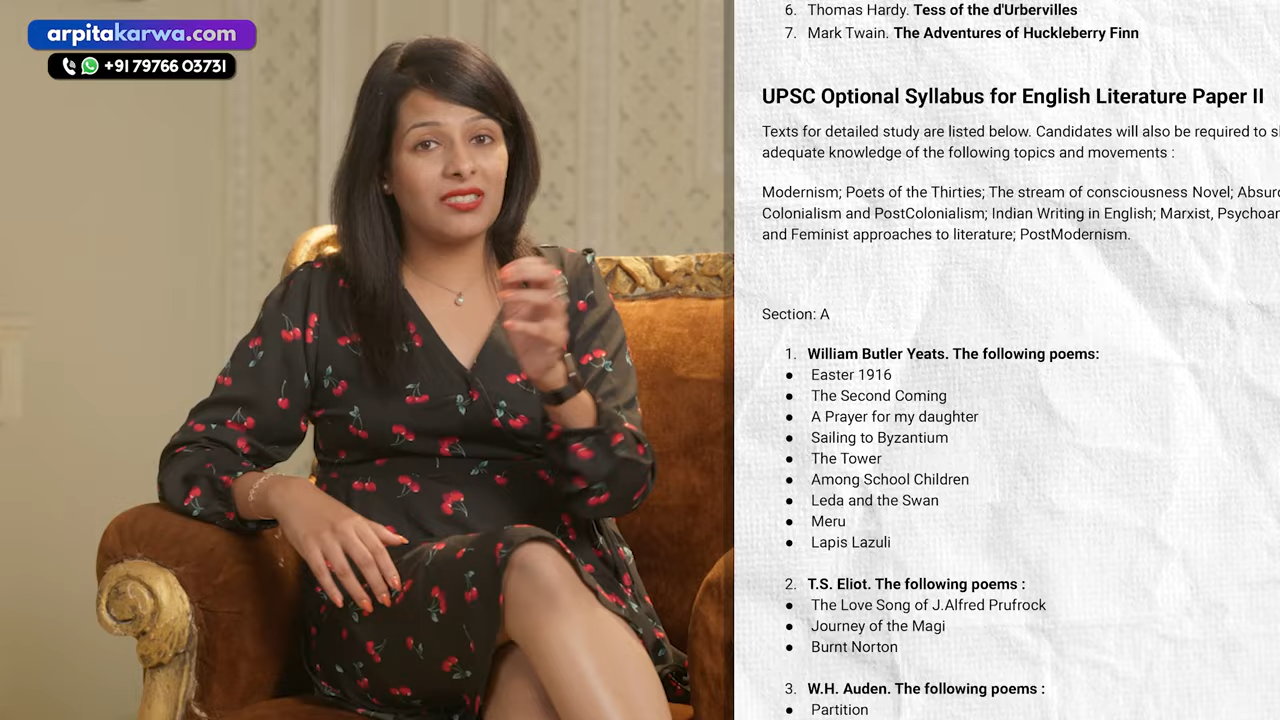 arpitakarwa.com
+91 79766 03731
6. Thomas Hardy. Tess of the d'Urbervilles
7. Mark Twain. The Adventures of Huckleberry Finn
UPSC Optional Syllabus for English Literature Paper II
Texts for detailed study are listed below. Candidates will also be required to
adequate knowledge of the following topics and movements :
Modernism; Poets of the Thirties; The stream of consciousness Novel;
Colonialism and PostColonialism; Indian Writing in English; Marxist,
and Feminist approaches to literature; PostModernism.
Section: A
1. William Butler Yeats. The following poems:
● Easter 1916
● The Second Coming
● A Prayer for my daughter
● Sailing to Byzantium
● The Tower
● Among School Children
● Leda and the Swan
● Meru
● Lapis Lazuli
2. T.S. Eliot. The following poems :
● The Love Song of J.Alfred Prufrock
● Journey of the Magi
● Burnt Norton
3. W.H. Auden. The following poems :
● Partition